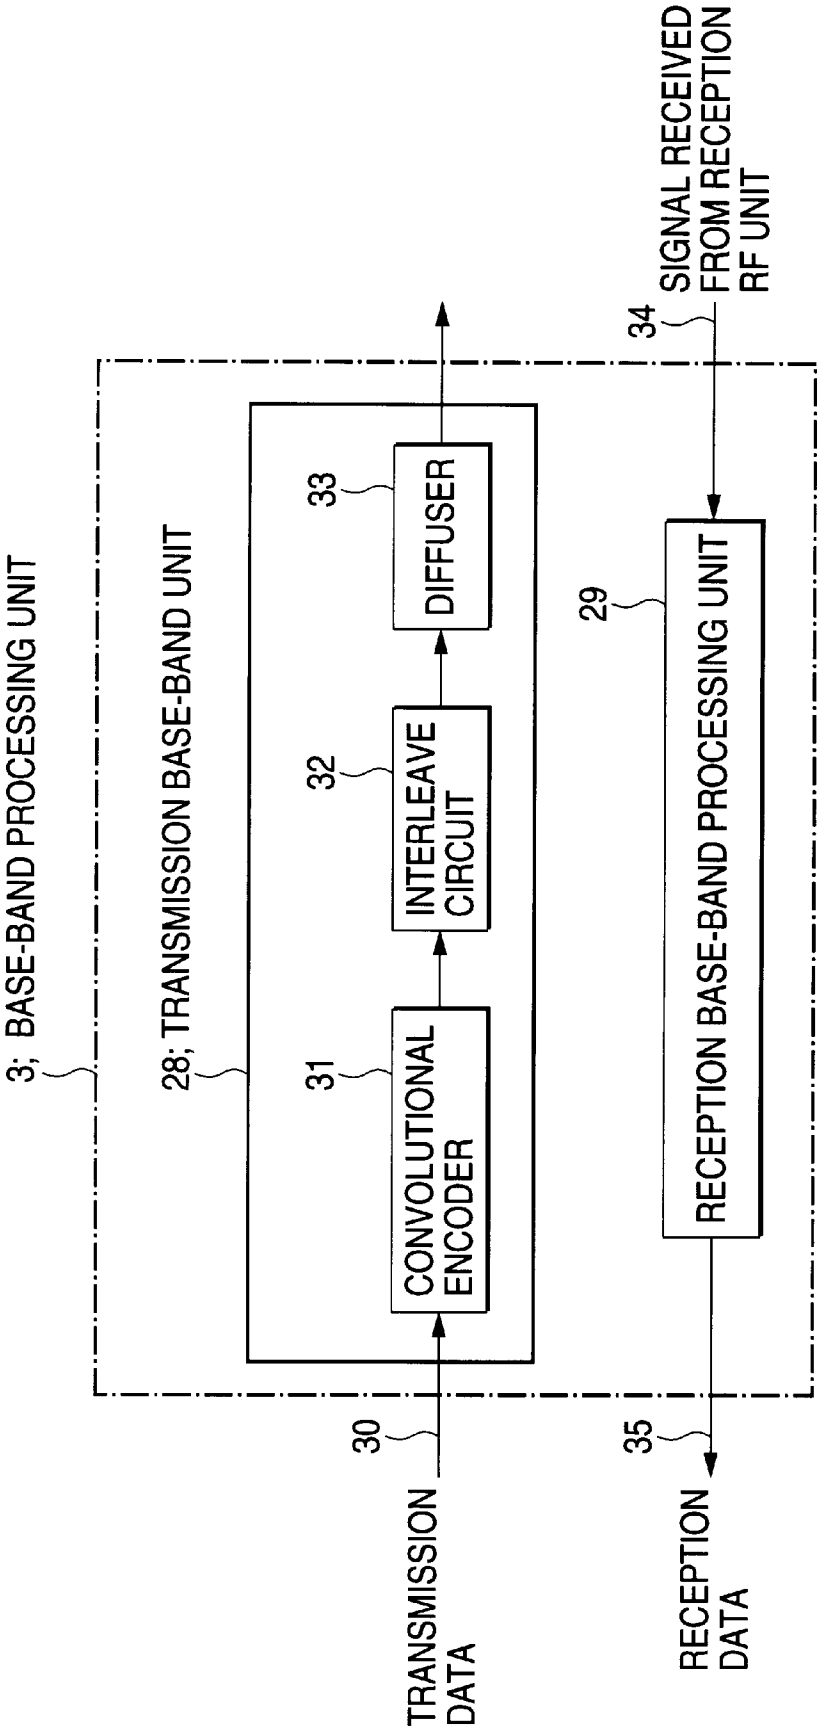 3; BASE-BAND PROCESSING UNIT
28; TRANSMISSION BASE-BAND UNIT
31
32
33
CONVOLUTIONAL
ENCODER
INTERLEAVE
CIRCUIT
DIFFUSER
30
TRANSMISSION
DATA
29
RECEPTION BASE-BAND PROCESSING UNIT
34
SIGNAL RECEIVED
FROM RECEPTION
RF UNIT
35
RECEPTION
DATA